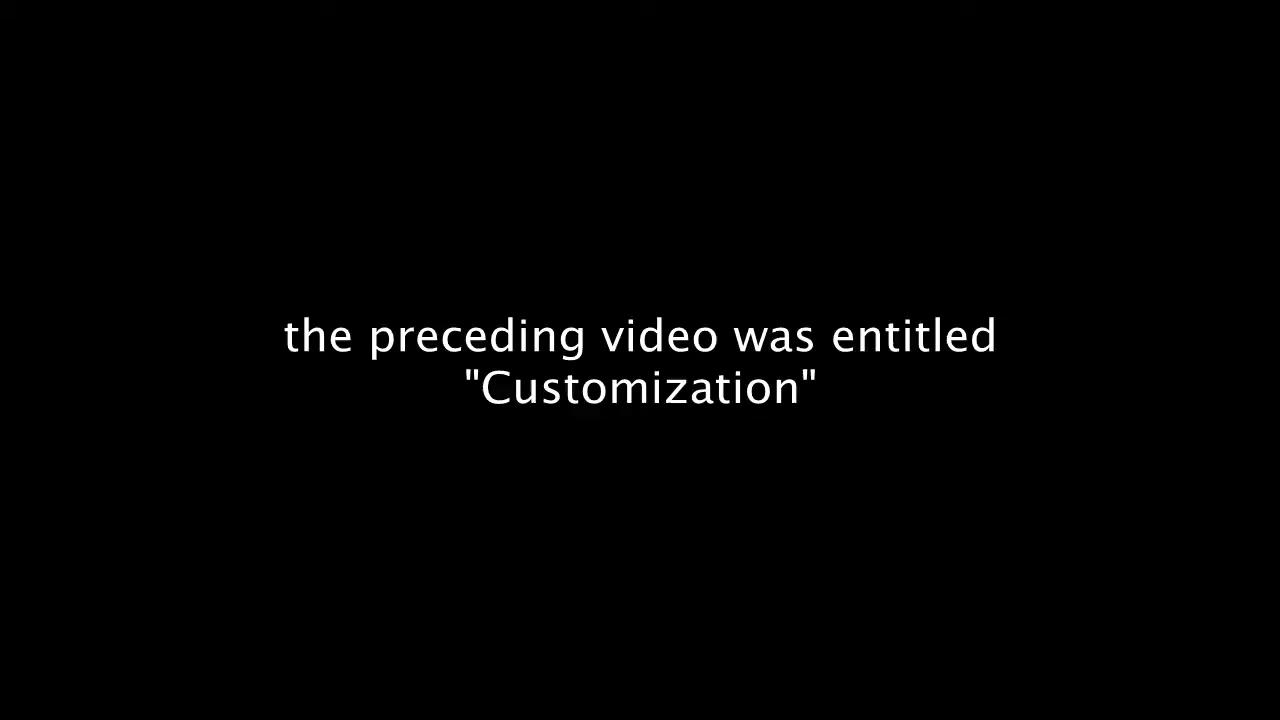 the preceding video was entitled
"Customization"